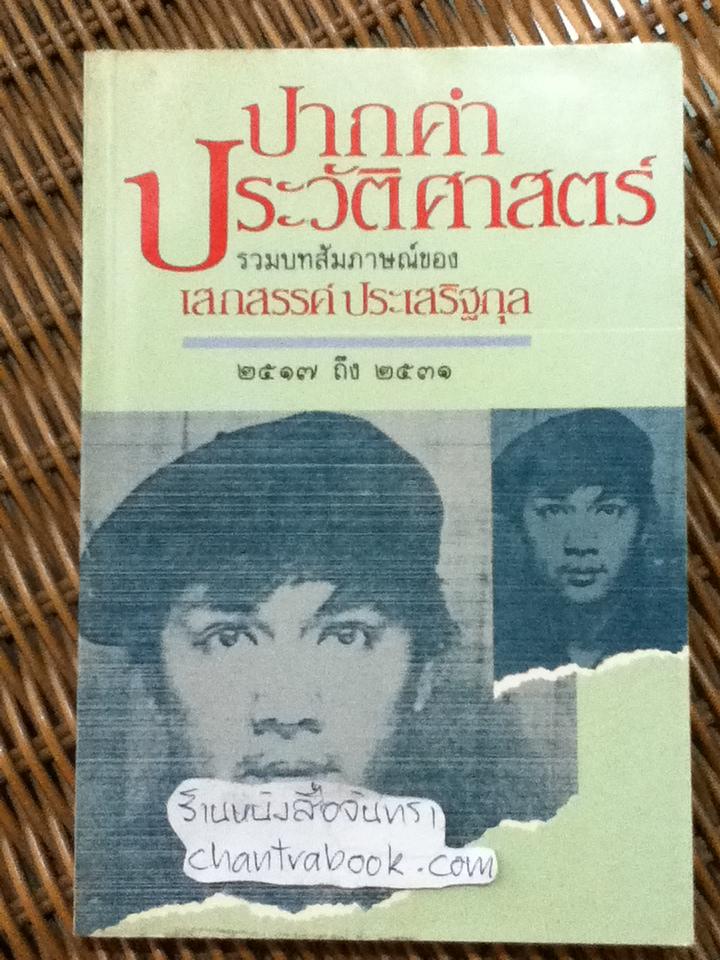 ปากคำ
ประวัติศาสตร์
รวมบทสัมภาษณ์ของ
เสกสรรค์ ประเสริฐกุล
๒๕๑๗ ถึง ๒๕๓๑
ร้านหนังสือจันทรา
chantrabook.com